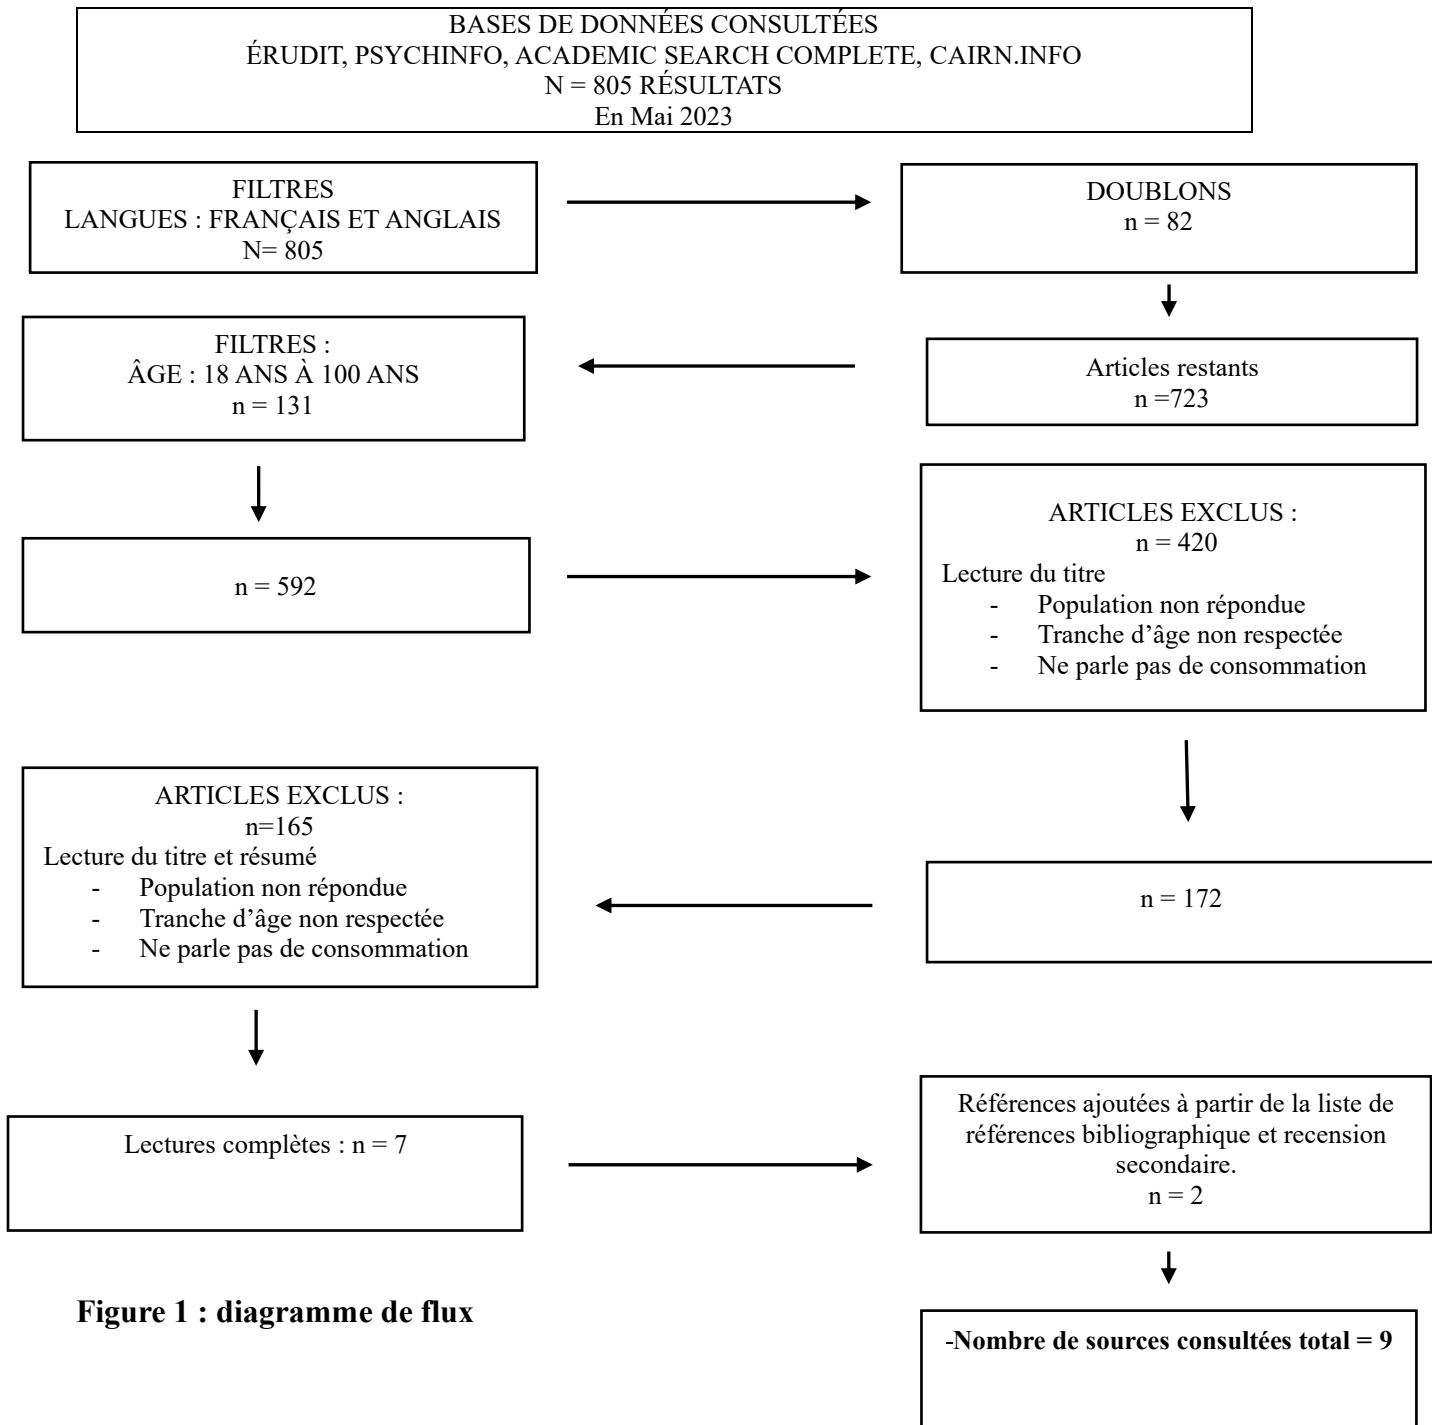 BASES DE DONNÉES CONSULTÉES
ÉRUDIT, PSYCHINFO, ACADEMIC SEARCH COMPLETE, CAIRN.INFO
N = 805 RÉSULTATS
En Mai 2023
FILTRES
LANGUES : FRANÇAIS ET ANGLAIS
N= 805
DOUBLONS
n = 82
Articles restants
n =723
FILTRES :
ÂGE : 18 ANS À 100 ANS
n = 131
n = 592
ARTICLES EXCLUS :
n = 420
Lecture du titre
- Population non répondue
- Tranche d’âge non respectée
- Ne parle pas de consommation
n = 172
ARTICLES EXCLUS :
n=165
Lecture du titre et résumé
- Population non répondue
- Tranche d’âge non respectée
- Ne parle pas de consommation
Lectures complètes : n = 7
Références ajoutées à partir de la liste de
références bibliographique et recension
secondaire.
n = 2
-Nombre de sources consultées total = 9
Figure 1 : diagramme de flux